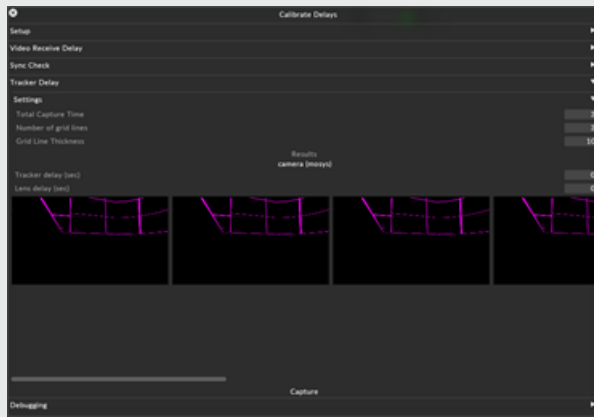 Calibrate Delays
Setup
Video Receive Delay
Sync Check
Tracker Delay
Settings
Total Capture Time
Number of grid lines
Grid Line Thickness 10
Results
camera (mosys)
Tracker delay (sec)
Lens delay (sec)
Capture
Debugging